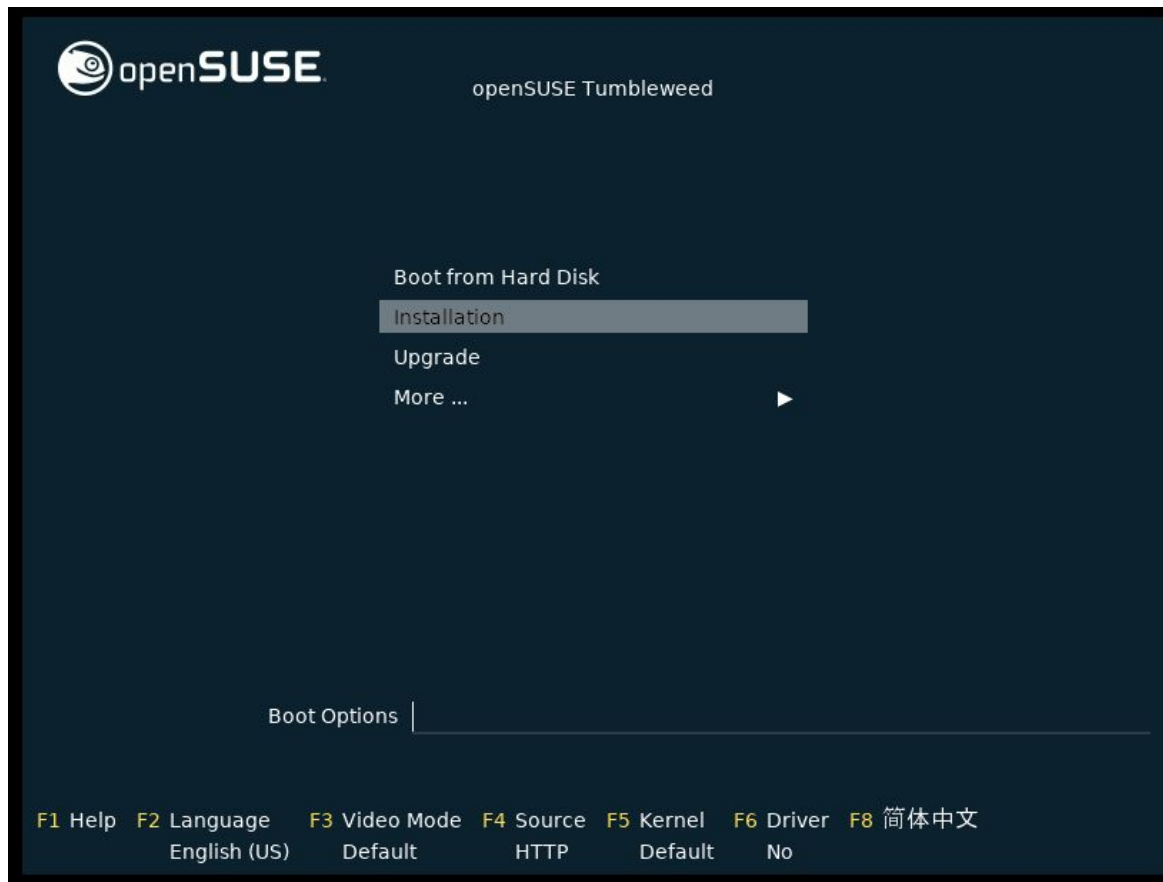 openSUSE.
openSUSE Tumbleweed
Boot from Hard Disk
Installation
Upgrade
More ...
Boot Options
F1 Help F2 Language F3 Video Mode F4 Source F5 Kernel F6 Driver F8 简体中文
English (US) Default HTTP Default No